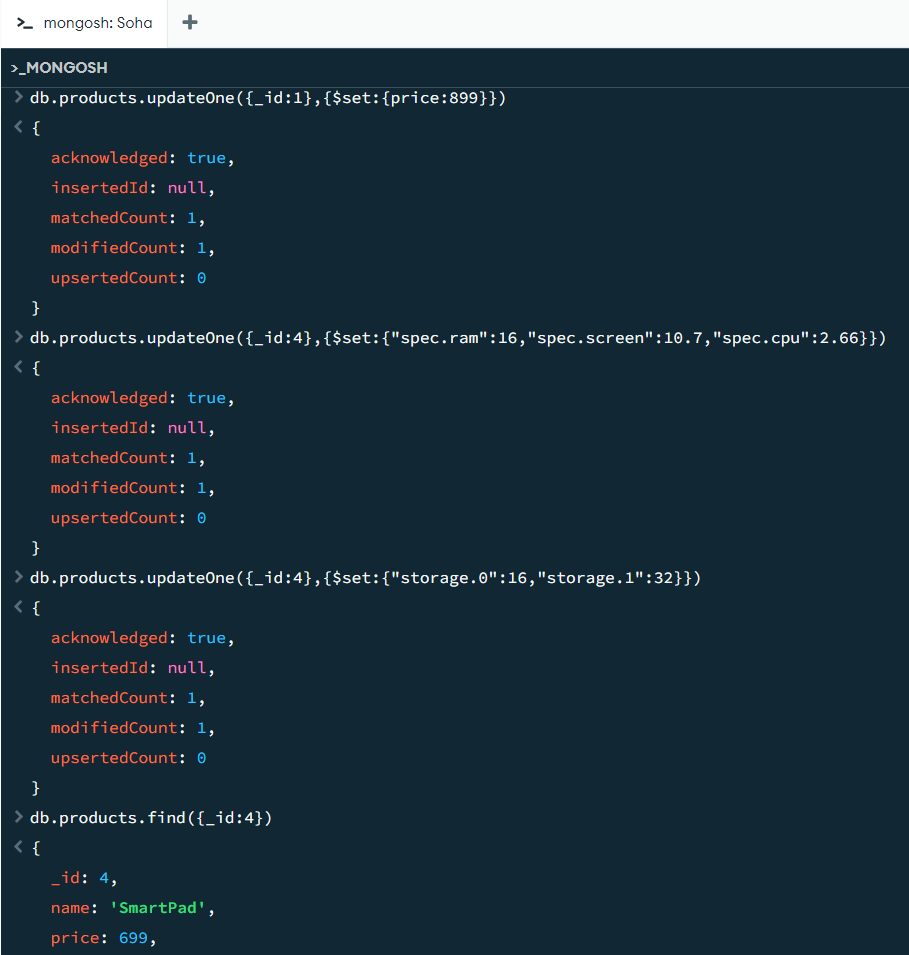 >_ mongosh: Soha +
>_MONGOSH
> db.products.updateOne({_id:1},{$set:{price:899}})
< {
acknowledged: true,
insertedId: null,
matchedCount: 1,
modifiedCount: 1,
upsertedCount: 0
}
> db.products.updateOne({_id:4},{$set:{"spec.ram":16,"spec.screen":10.7,"spec.cpu":2.66}})
< {
acknowledged: true,
insertedId: null,
matchedCount: 1,
modifiedCount: 1,
upsertedCount: 0
}
> db.products.updateOne({_id:4},{$set:{"storage.0":16,"storage.1":32}})
< {
acknowledged: true,
insertedId: null,
matchedCount: 1,
modifiedCount: 1,
upsertedCount: 0
}
> db.products.find({_id:4})
< {
_id: 4,
name: 'SmartPad',
price: 699,